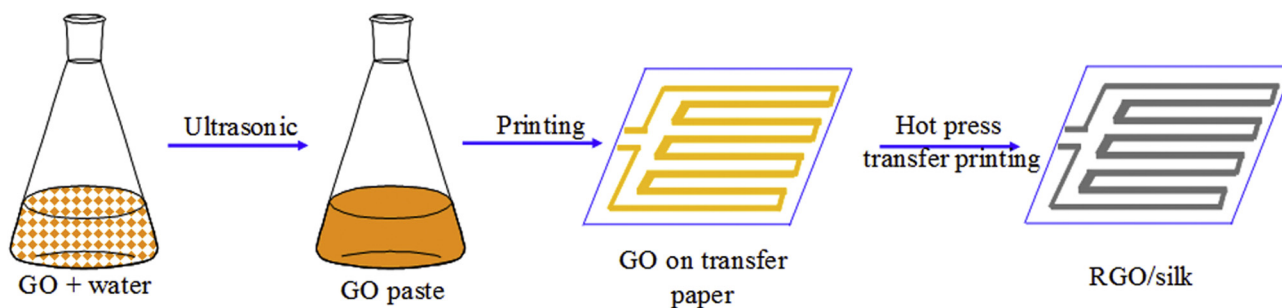 Ultrasonic
Printing
Hot press
transfer printing
GO + water
GO paste
GO on transfer
paper
RGO/silk